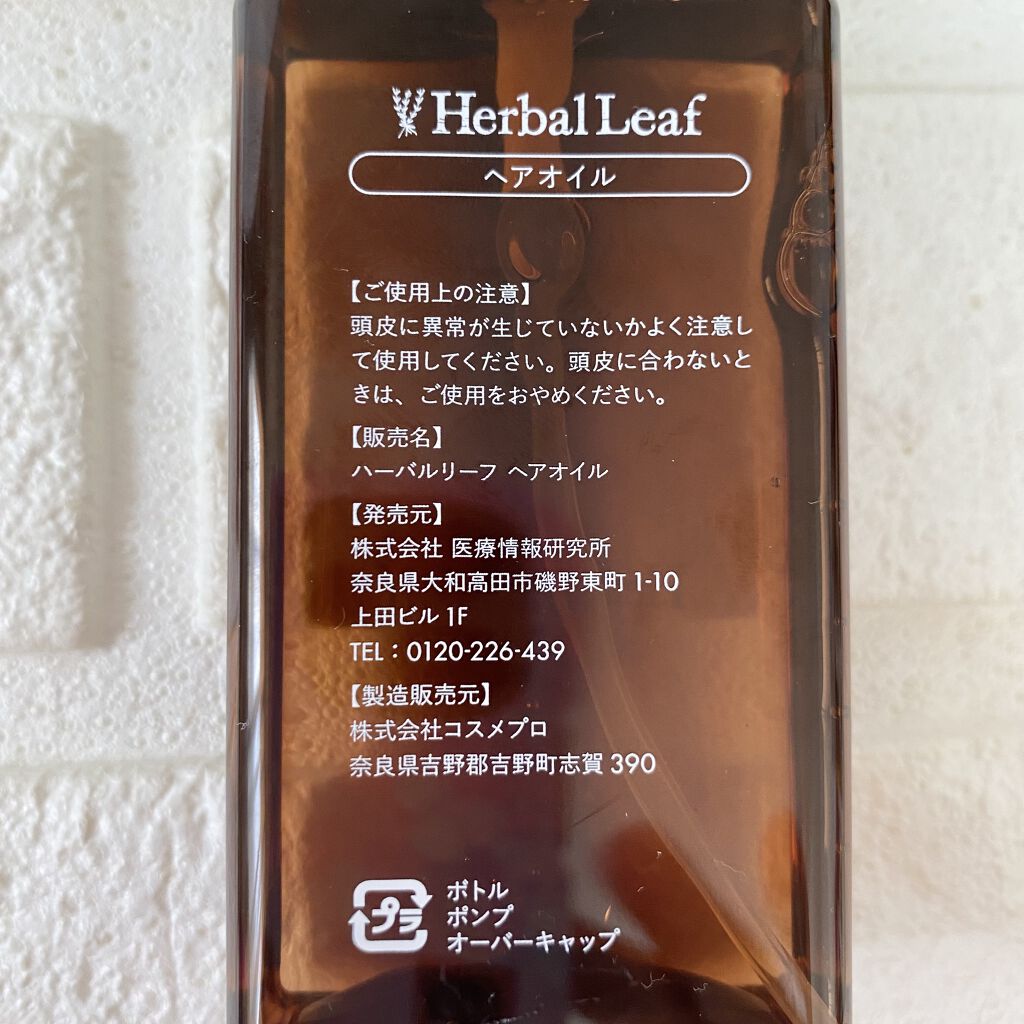 Herbal Leaf
ヘアオイル
【ご使用上の注意】
頭皮に異常が生じていないかよく注意し
て使用してください。頭皮に合わないと
きは、ご使用をおやめください。
【販売名】
ハーバルリーフ ヘアオイル
【発売元】
株式会社 医療情報研究所
奈良県大和高田市磯野東町 1-10
上田ビル 1F
TEL：0120-226-439
【製造販売元】
株式会社コスメプロ
奈良県吉野郡吉野町志賀 390
プラ
ボトル
ポンプ
オーバーキャップ